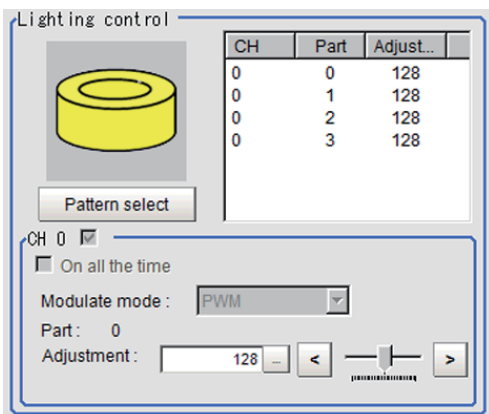 Lighting control
CH Part Adjust...
0 0 128
0 1 128
0 2 128
0 3 128
Pattern select
CH 0
On all the time
Modulate mode : PWM
Part : 0
Adjustment : 128 ... < >